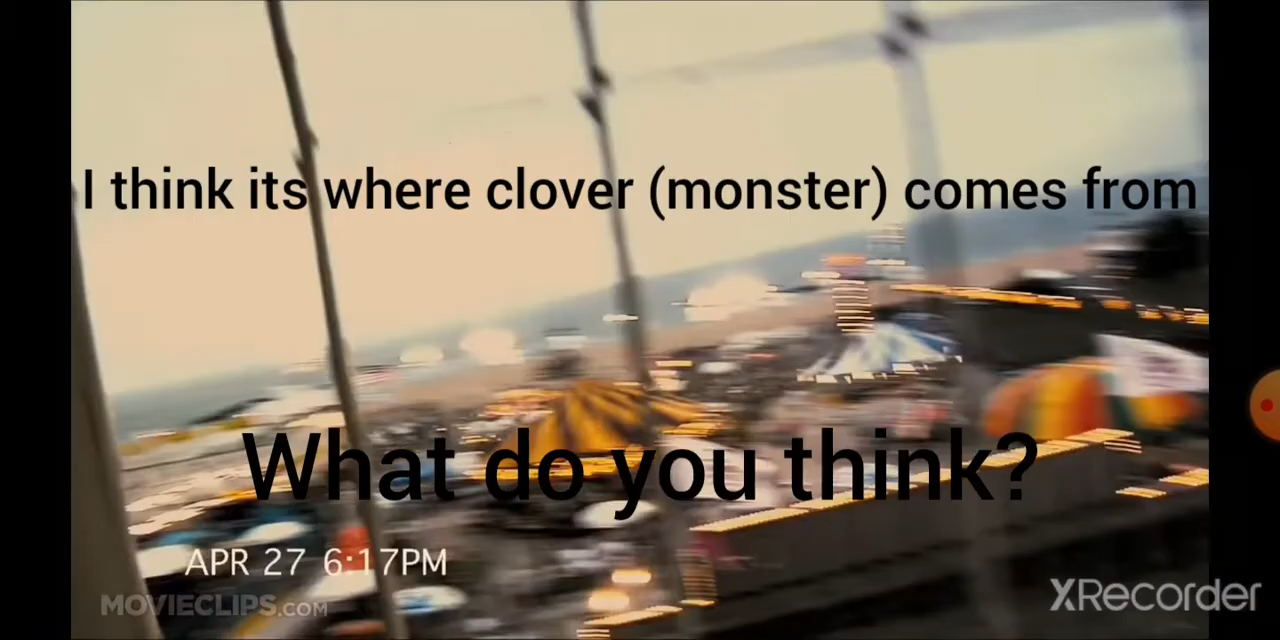 I think its where clover (monster) comes from
What do you think?
APR 27 6:17PM
MOVIECLIPS.COM
XRecorder